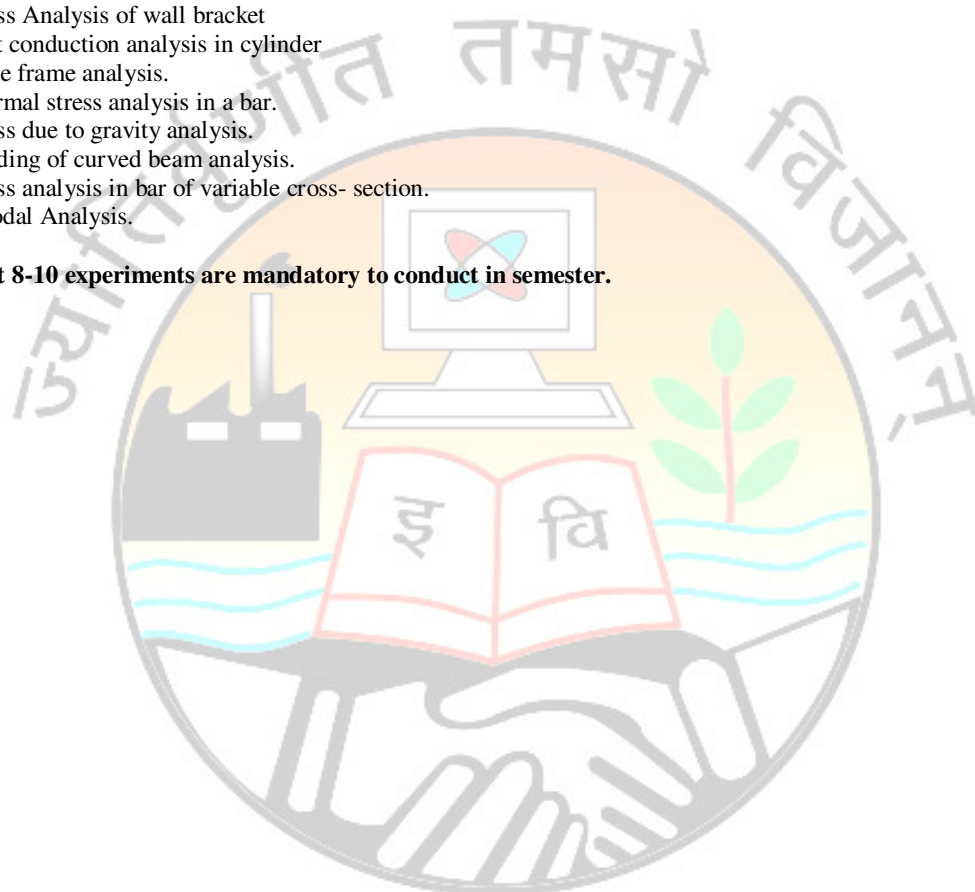 ss Analysis of wall bracket
t conduction analysis in cylinder
e frame analysis.
rmal stress analysis in a bar.
ss due to gravity analysis.
ding of curved beam analysis.
ss analysis in bar of variable cross- section.
odal Analysis.
t 8-10 experiments are mandatory to conduct in semester.
तमसो
इ वि